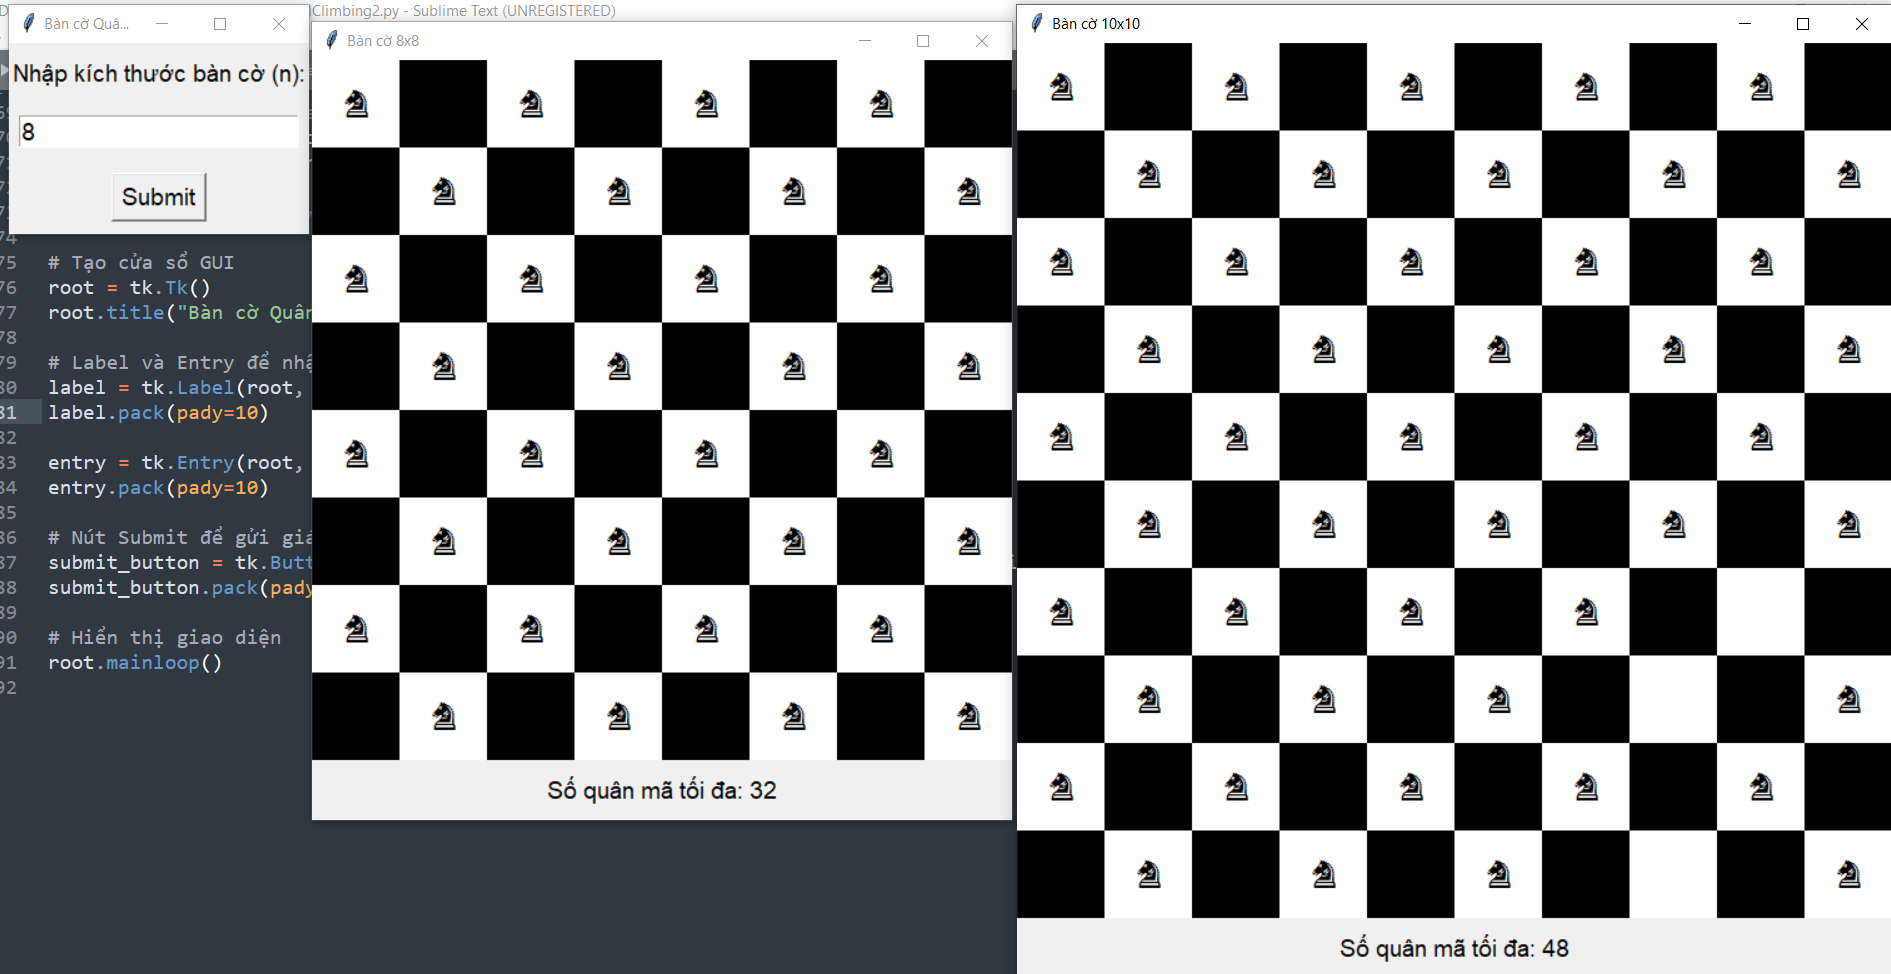 lClimbing2.py - Sublime Text (UNREGISTERED)
Bàn cờ Quâ...
Nhập kích thước bàn cờ (n):
8
Submit
74
75 # Tạo cửa sổ GUI
76 root = tk.Tk()
77 root.title("Bàn cờ Quân
78
79 # Label và Entry để nhậ
80 label = tk.Label(root,
81 label.pack(pady=10)
82
83 entry = tk.Entry(root,
84 entry.pack(pady=10)
85
86 # Nút Submit để gửi giá
87 submit_button = tk.Butt
88 submit_button.pack(pady
89
90 # Hiển thị giao diện
91 root.mainloop()
92
Bàn cờ 8x8
Số quân mã tối đa: 32
Bàn cờ 10x10
Số quân mã tối đa: 48